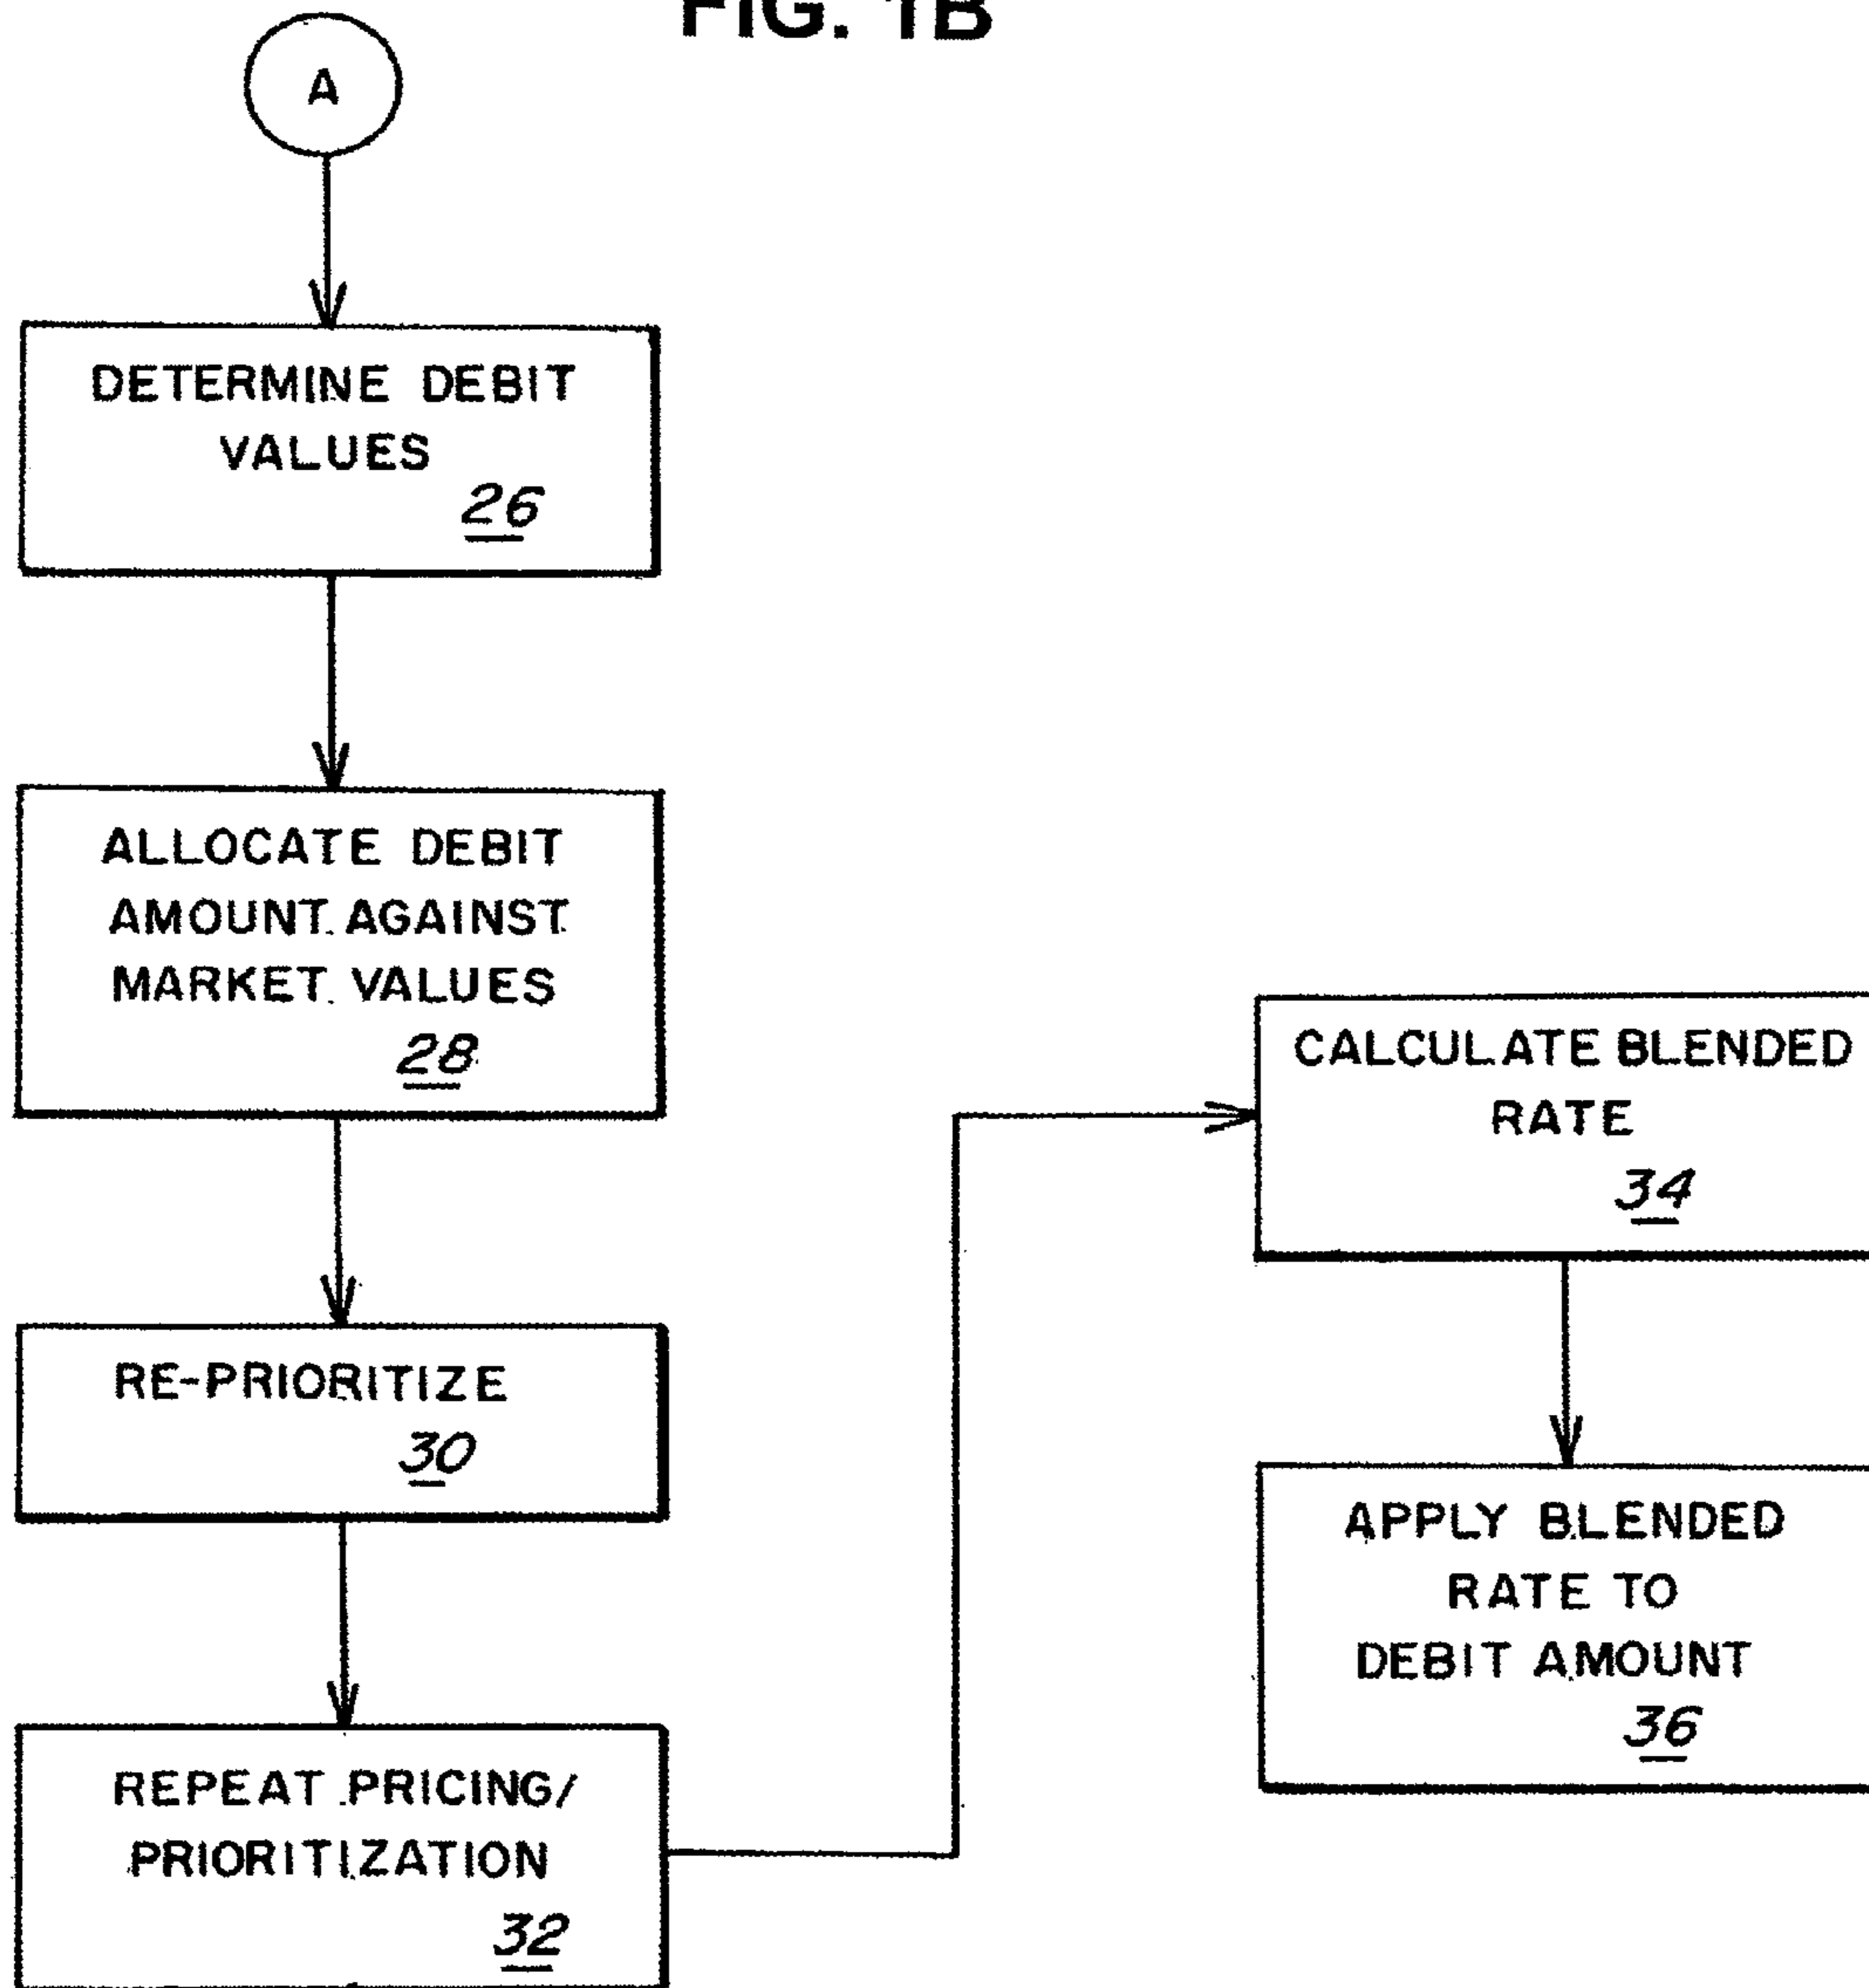 FIG. 1B
A
DETERMINE DEBIT
VALUES
26
ALLOCATE DEBIT
AMOUNT AGAINST
MARKET VALUES
28
RE-PRIORITIZE
30
REPEAT PRICING/
PRIORITIZATION
32
CALCULATE BLENDED
RATE
34
APPLY BLENDED
RATE TO
DEBIT AMOUNT
36